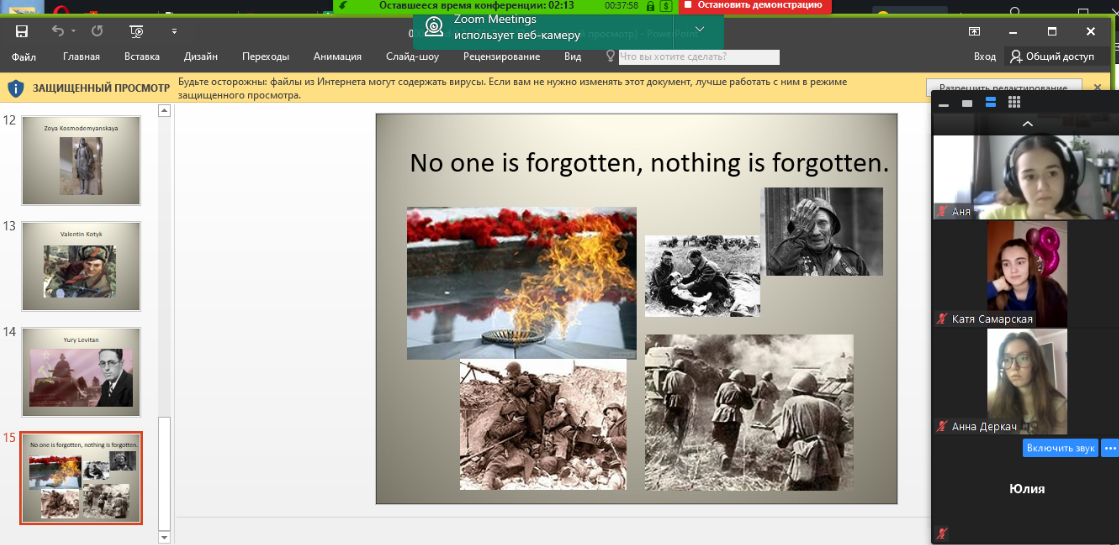 Оставшееся время конференции: 02:13
00:37:58
Остановить демонстрацию
Zoom Meetings
использует веб-камеру
Файл
Главная
Вставка
Дизайн
Переходы
Анимация
Слайд-шоу
Рецензирование
Вид
Что вы хотите сделать?
Вход
Общий доступ
ЗАЩИЩЕННЫЙ ПРОСМОТР
Будьте осторожны: файлы из Интернета могут содержать вирусы. Если вам не нужно изменять этот документ, лучше работать с ним в режиме
защищенного просмотра.
Разрешить редактирование
12
Zoya Kosmodemyanskaya
13
Valentin Kotyk
14
Yury Levitan
15
No one is forgotten, nothing is forgotten.
No one is forgotten, nothing is forgotten.
Аня
Катя Самарская
Анна Деркач
Включить звук
Юлия